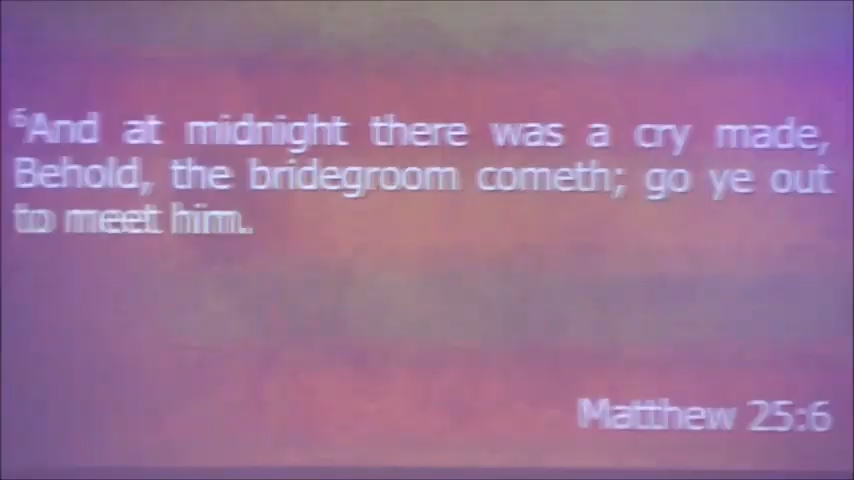 ⁶And at midnight there was a cry made,
Behold, the bridegroom cometh; go ye out
to meet him.
Matthew 25:6